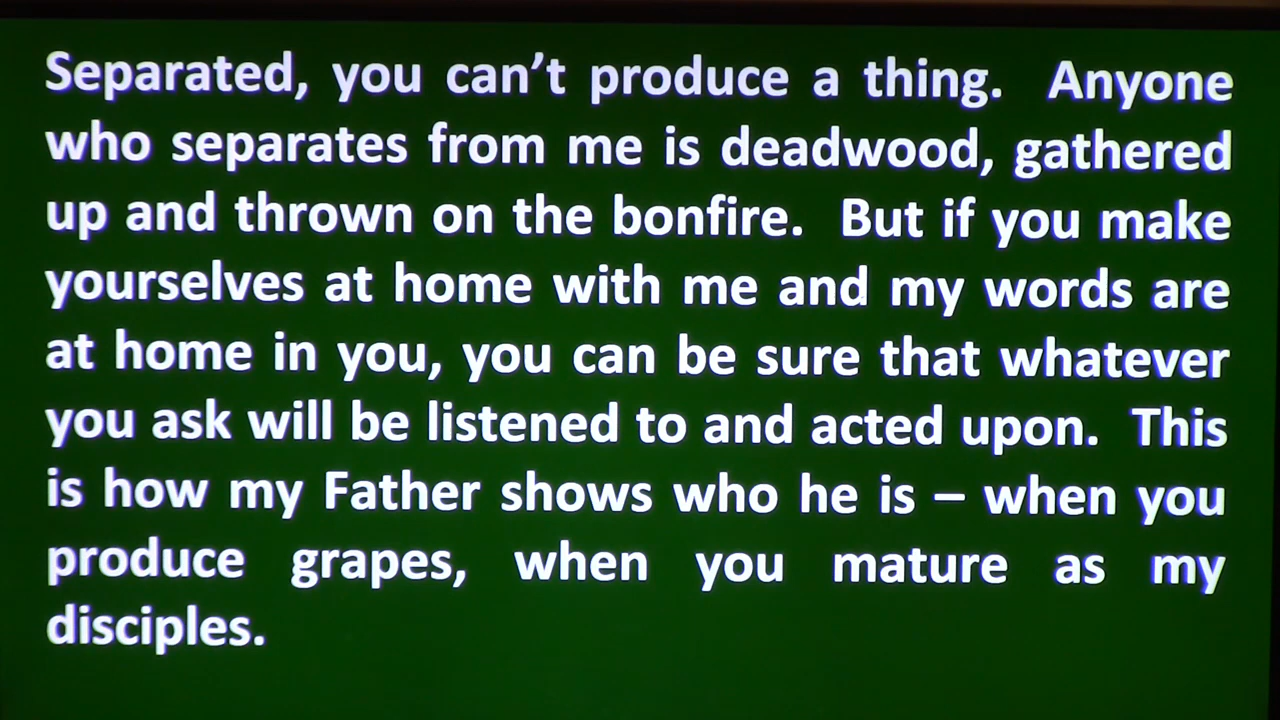 Separated, you can’t produce a thing.  Anyone
who separates from me is deadwood, gathered
up and thrown on the bonfire.  But if you make
yourselves at home with me and my words are
at home in you, you can be sure that whatever
you ask will be listened to and acted upon.  This
is how my Father shows who he is – when you
produce grapes, when you mature as my
disciples.